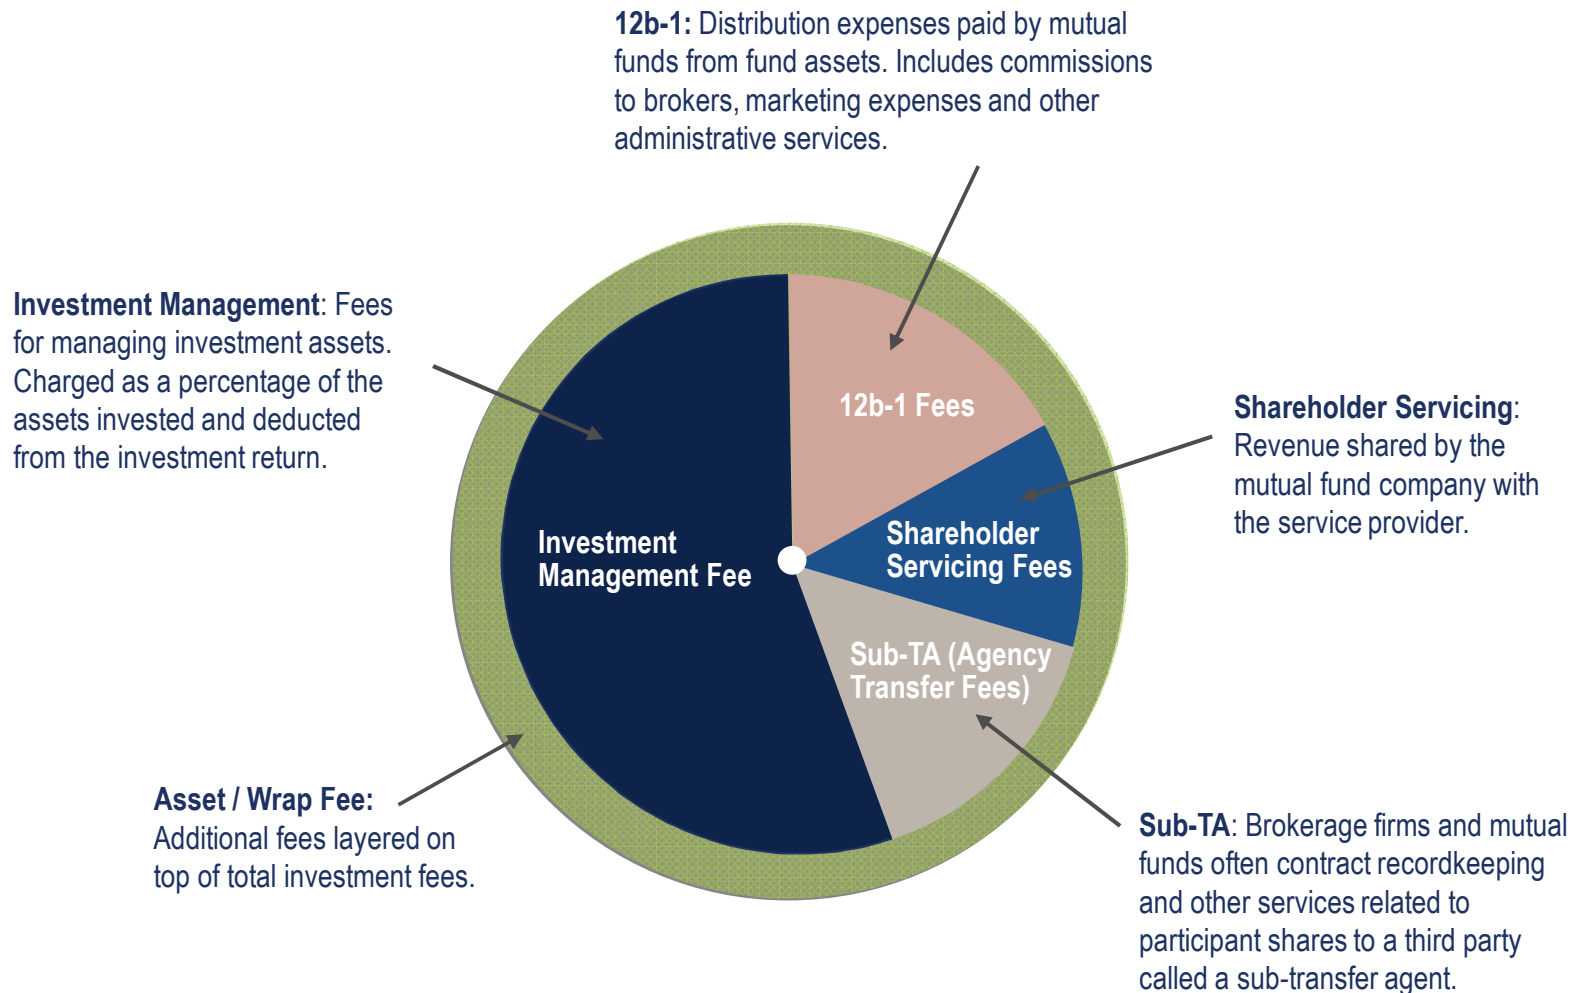 12b-1: Distribution expenses paid by mutual
funds from fund assets. Includes commissions
to brokers, marketing expenses and other
administrative services.
Investment Management: Fees
for managing investment assets.
Charged as a percentage of the
assets invested and deducted
from the investment return.
12b-1 Fees
Shareholder Servicing:
Revenue shared by the
mutual fund company with
the service provider.
Investment
Management Fee
Shareholder
Servicing Fees
Sub-TA (Agency
Transfer Fees)
Asset / Wrap Fee:
Additional fees layered on
top of total investment fees.
Sub-TA: Brokerage firms and mutual
funds often contract recordkeeping
and other services related to
participant shares to a third party
called a sub-transfer agent.